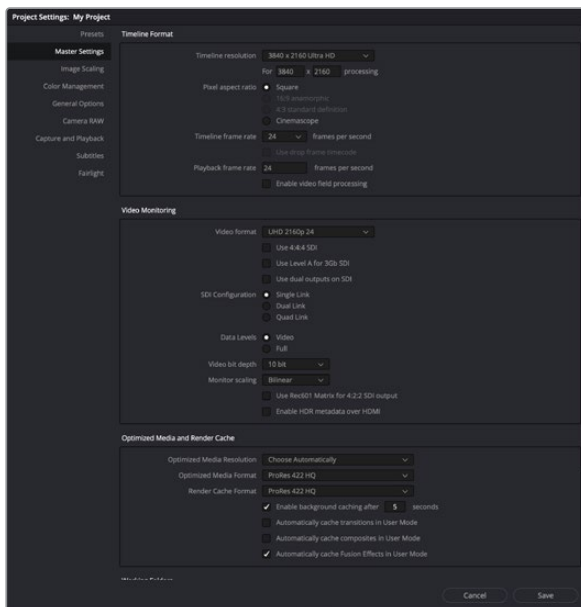 Project Settings: My Project
Presets
Master Settings
Image Scaling
Color Management
General Options
Camera RAW
Capture and Playback
Subtitles
Fairlight
Timeline Format
Timeline resolution 3840 x 2160 Ultra HD
For 3840 x 2160 processing
Pixel aspect ratio Square
16:9 anamorphic
4:3 standard definition
Cinemascope
Timeline frame rate 24 frames per second
Use drop frame timecode
Playback frame rate 24 frames per second
Enable video field processing
Video Monitoring
Video format UHD 2160p 24
Use 4:4:4 SDI
Use Level A for 3Gb SDI
Use dual outputs on SDI
SDI Configuration Single Link
Dual Link
Quad Link
Data Levels Video
Full
Video bit depth 10 bit
Monitor scaling Bilinear
Use Rec601 Matrix for 4:2:2 SDI output
Enable HDR metadata over HDMI
Optimized Media and Render Cache
Optimized Media Resolution Choose Automatically
Optimized Media Format ProRes 422 HQ
Render Cache Format ProRes 422 HQ
Enable background caching after 5 seconds
Automatically cache transitions in User Mode
Automatically cache composites in User Mode
Automatically cache Fusion Effects in User Mode
Working Folders
Cancel Save